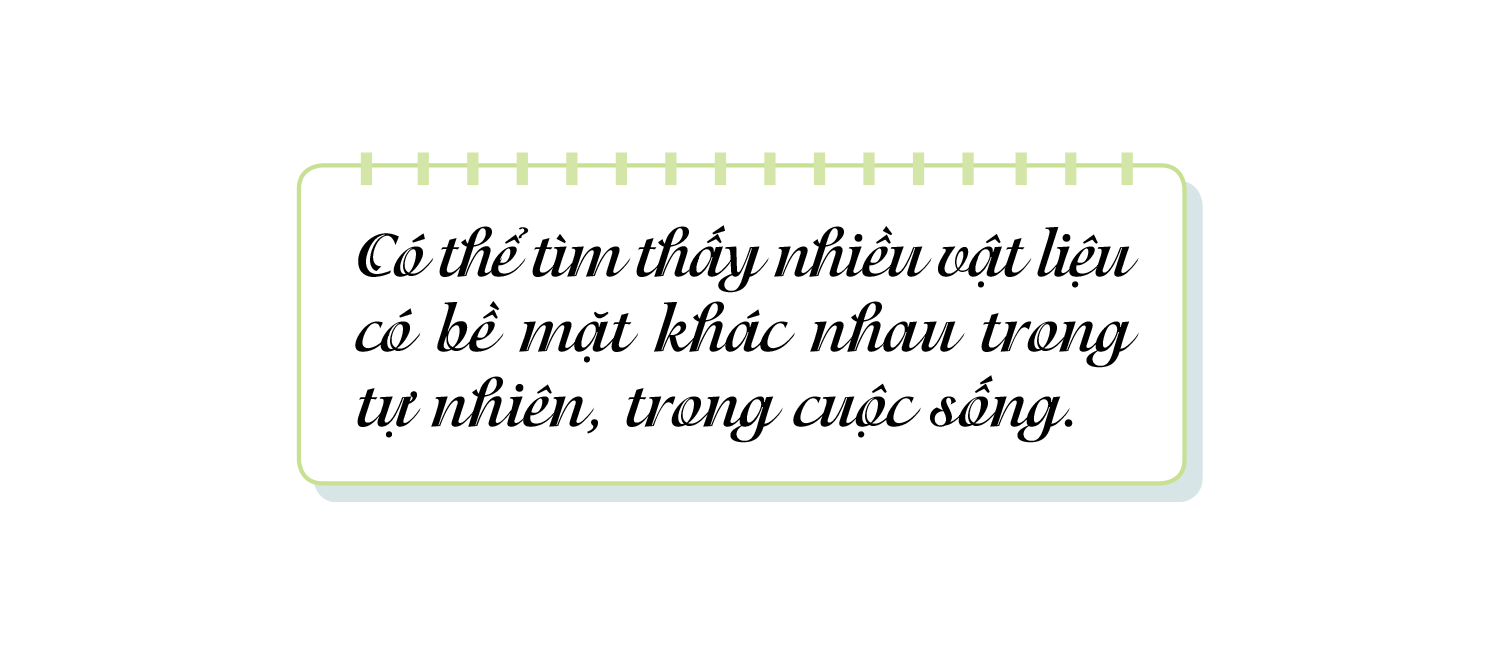 Có thể tìm thấy nhiều vật liệu
có bề mặt khác nhau trong
tự nhiên, trong cuộc sống.